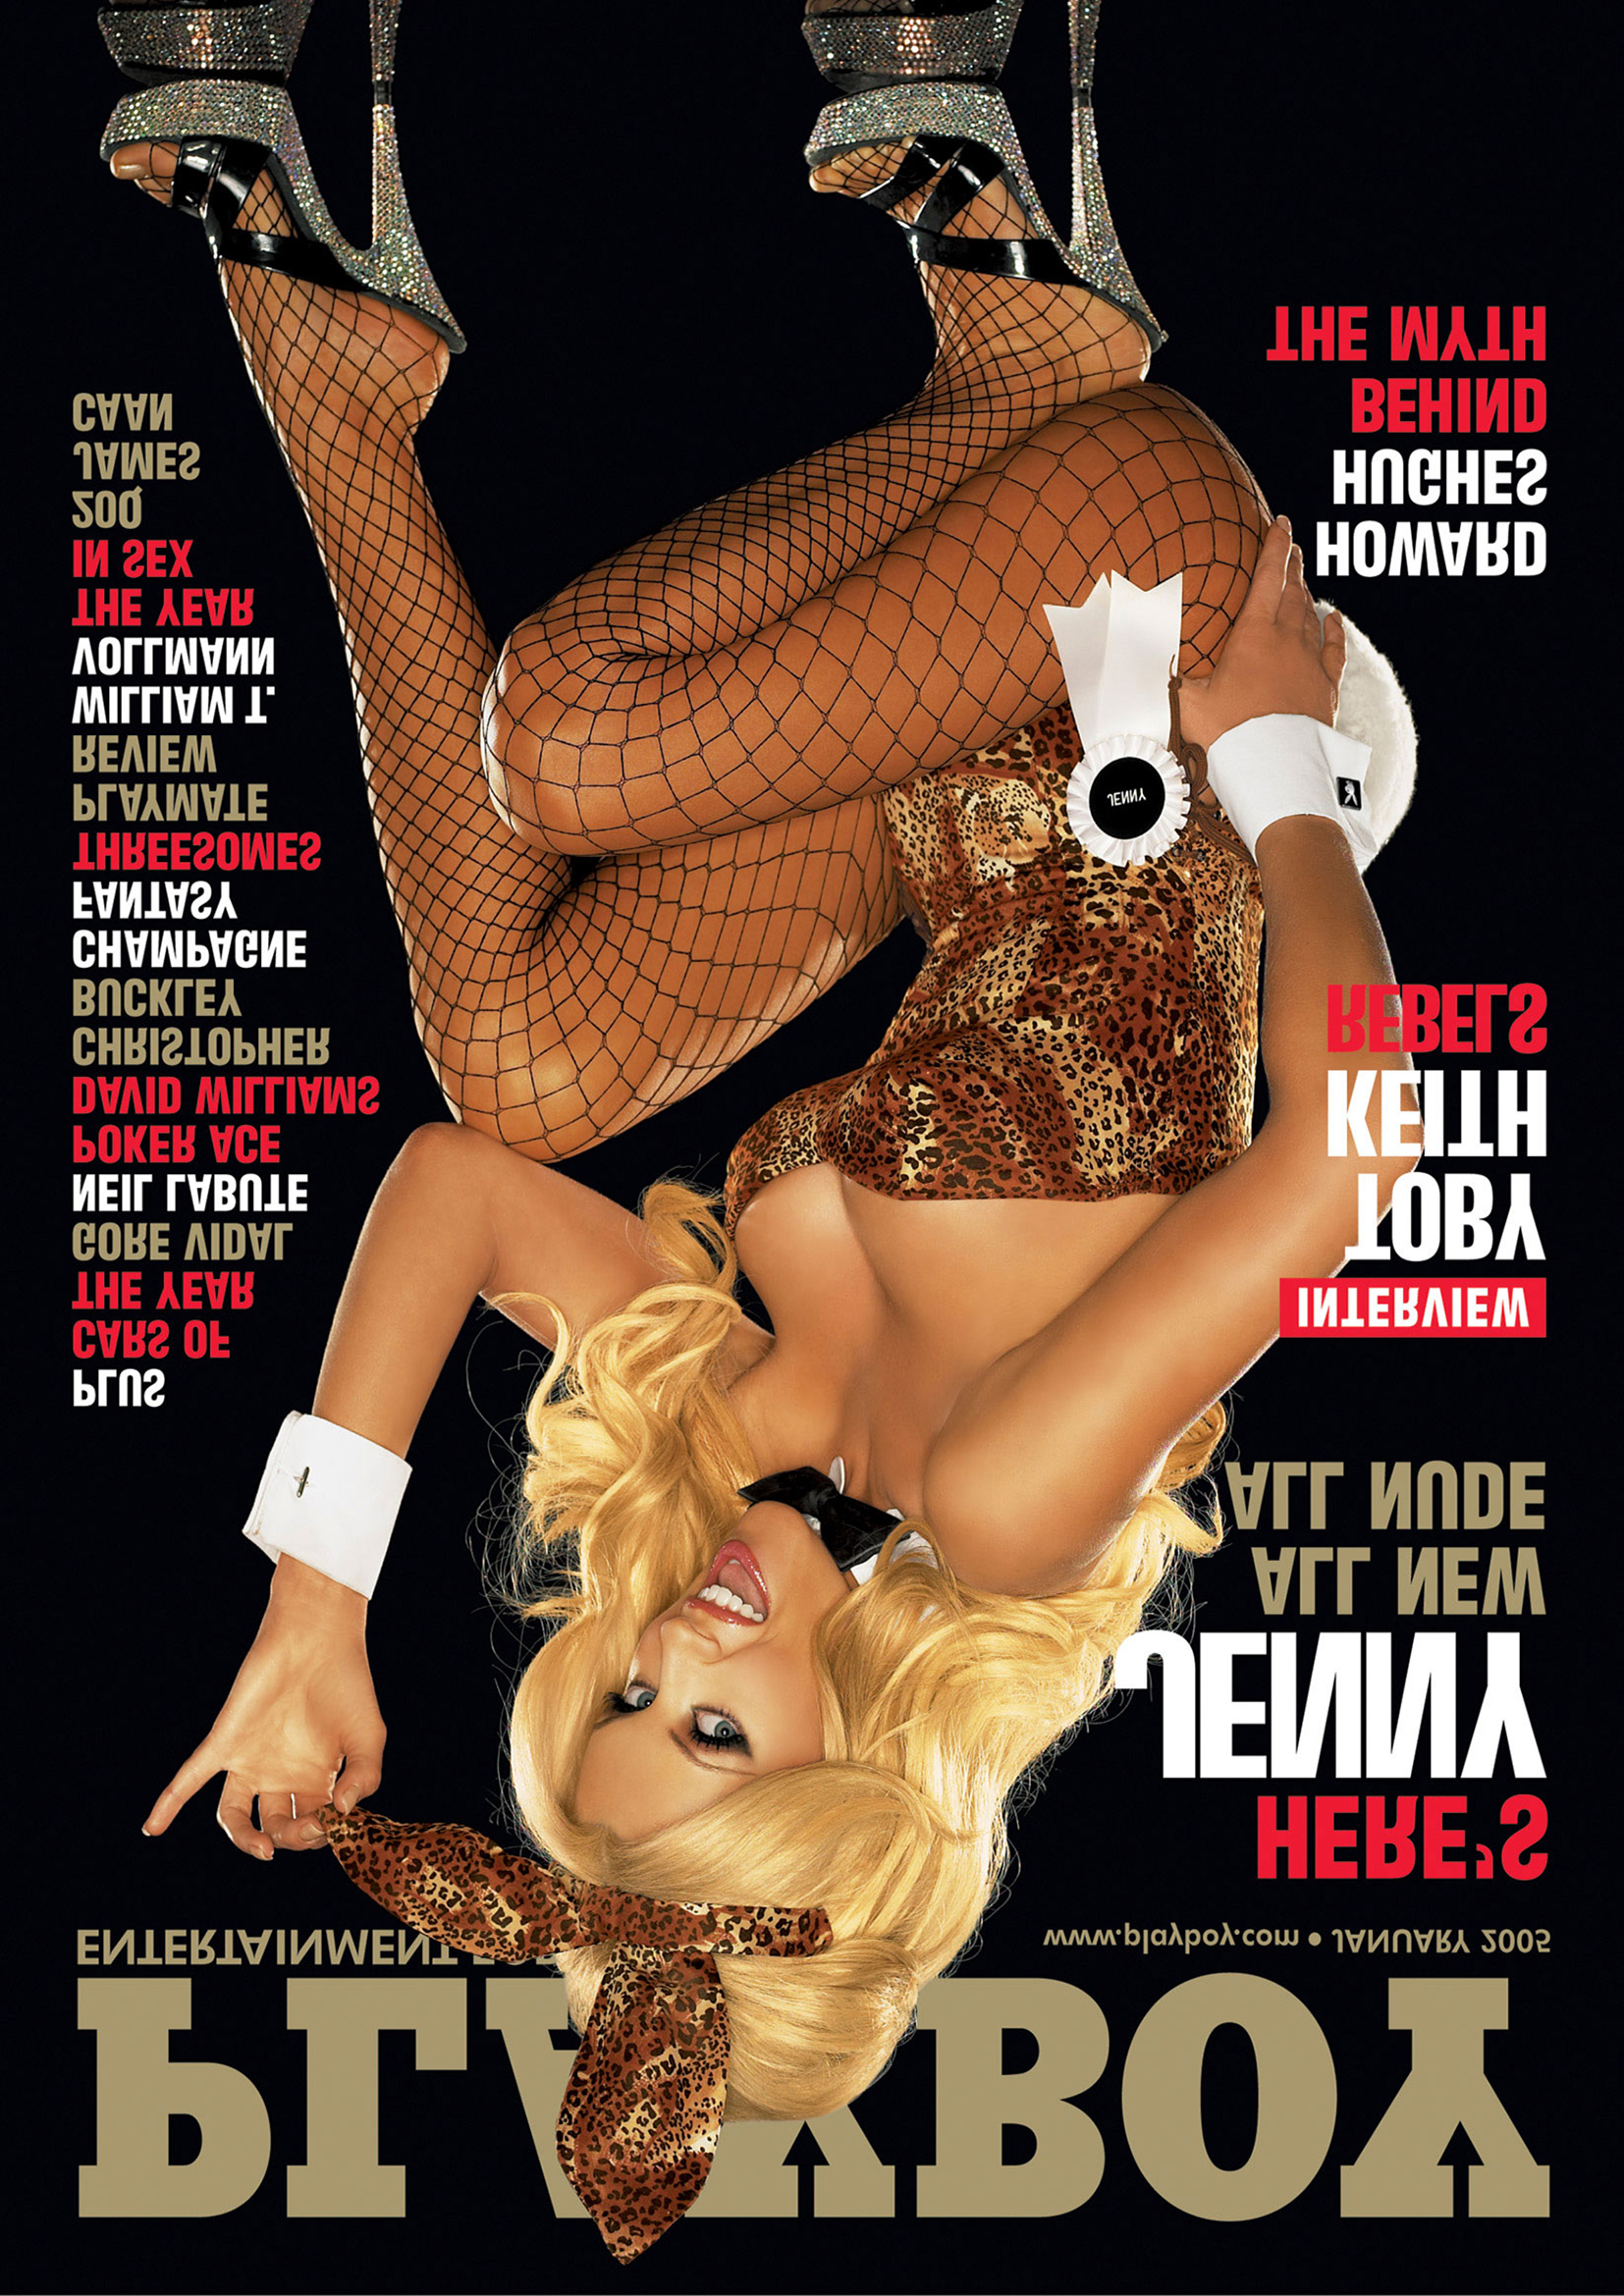 PLAYBOY
ENTERTAINMENT
www.playboy.com • JANUARY 2005
HERE'S
JENNY
ALL NEW
ALL NUDE
INTERVIEW
TOBY
KEITH
REBELS
HOWARD
HUGHES
BEHIND
THE MYTH
PLUS
CARS OF
THE YEAR
GORE VIDAL
NEIL LABUTE
POKER ACE
DAVID WILLIAMS
CHRISTOPHER
BUCKLEY
CHAMPAGNE
FANTASY
THREESOMES
PLAYMATE
REVIEW
WILLIAM T.
VOLLMANN
THE YEAR
IN SEX
20Q
JAMES
CAAN
JENNY